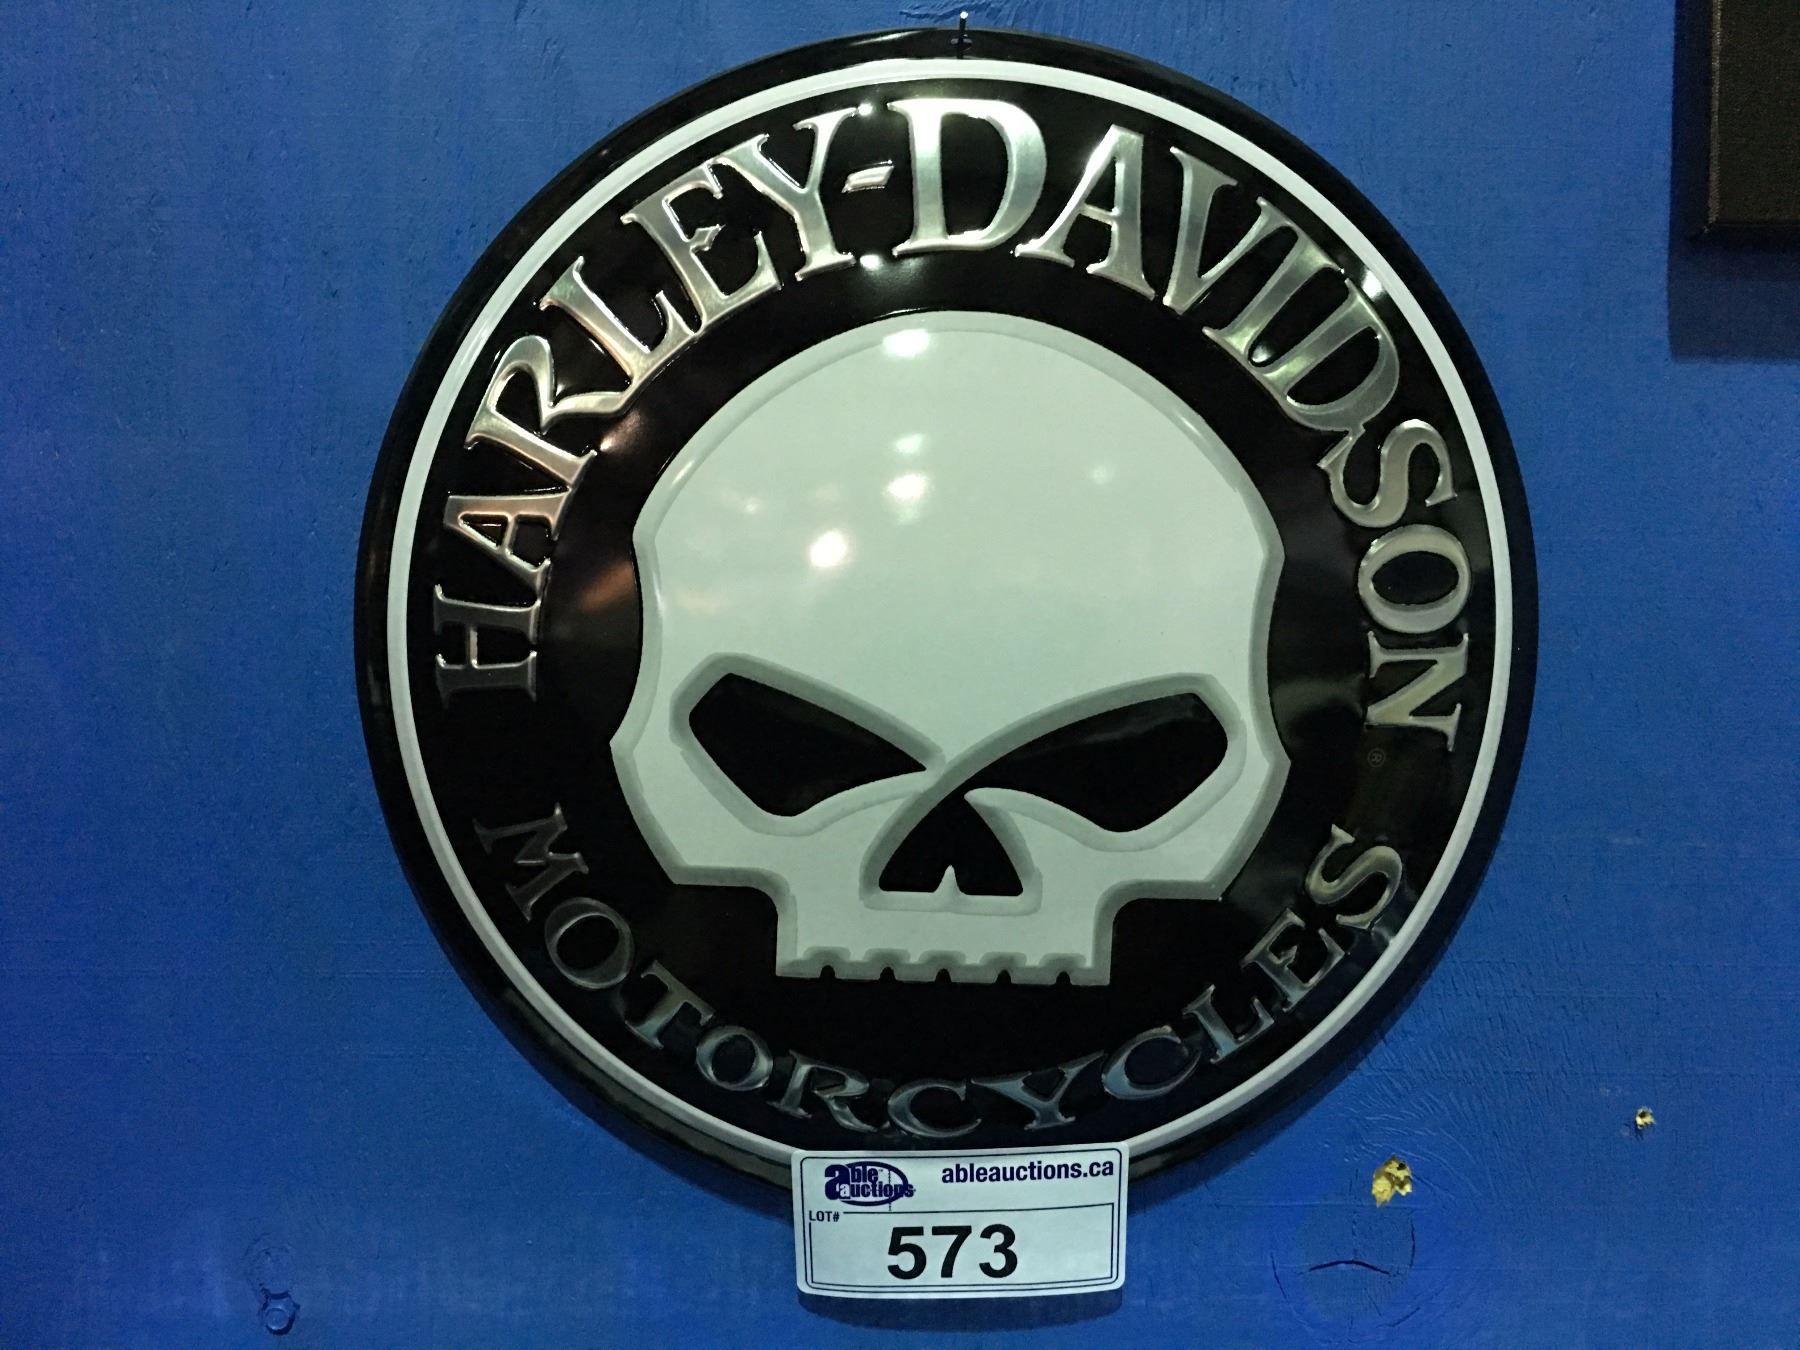 HARLEY-DAVIDSON
®
MOTORCYCLES
able auctions
ableauctions.ca
LOT#
573